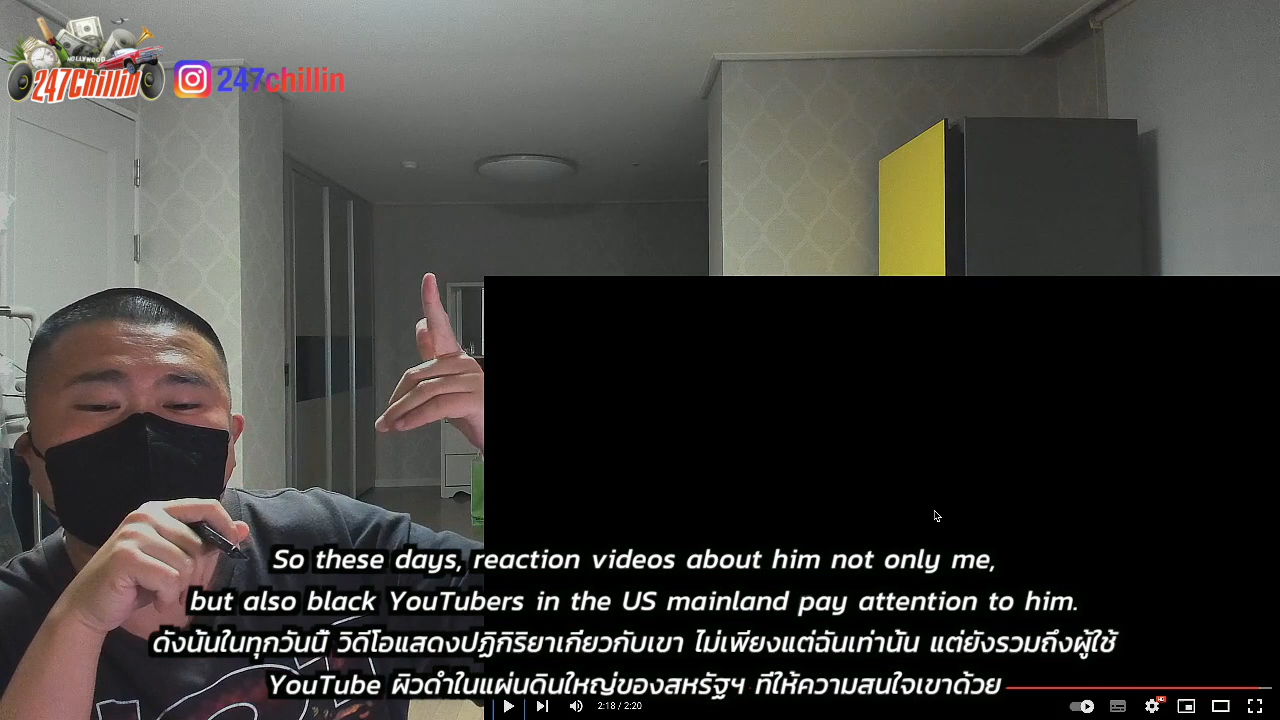 HOLLYWOOD
247Chillin
247chillin
So these days, reaction videos about him not only me,
but also black YouTubers in the US mainland pay attention to him.
ดังนั้นในทุกวันนี้ วิดีโอแสดงปฏิกิริยาเกี่ยวกับเขา ไม่เพียงแต่ฉันเท่านั้น แต่ยังรวมถึงผู้ใช้
YouTube ผิวดำในแผ่นดินใหญ่ของสหรัฐฯ ที่ให้ความสนใจเขาด้วย
2:18 / 2:20
HD